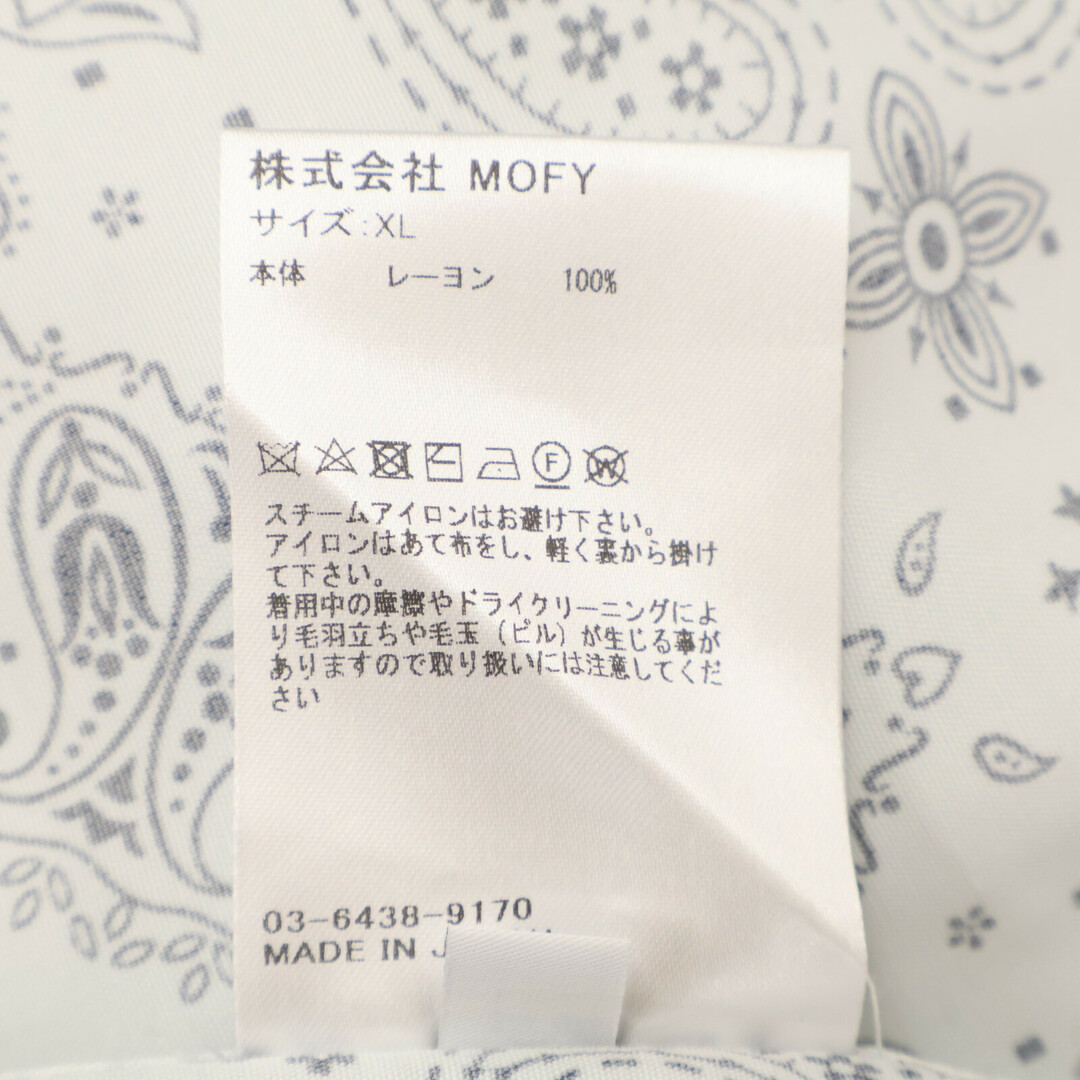 株式会社 MOFY
サイズ:XL
本体 レーヨン 100%
F
W
スチームアイロンはお避け下さい。
アイロンはあて布をし、軽く裏から掛け
て下さい。
着用中の摩擦やドライクリーニングによ
り毛羽立ちや毛玉（ピル）が生じる事が
ありますので取り扱いには注意してくだ
さい
03-6438-9170
MADE IN